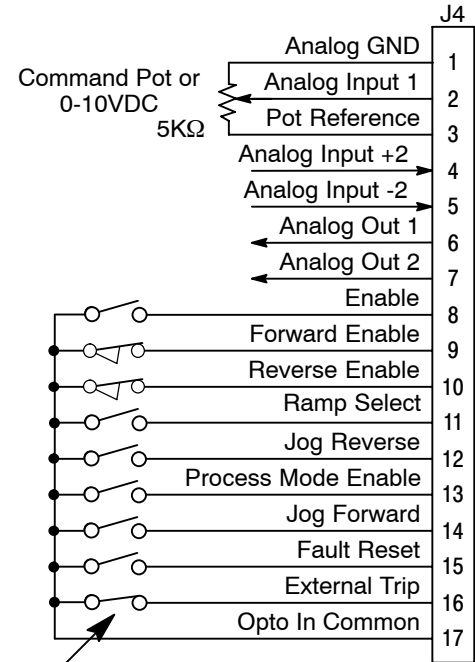 J4
Analog GND 1
Command Pot or
0-10VDC
5KΩ
Analog Input 1 2
Pot Reference 3
Analog Input +2 4
Analog Input -2 5
Analog Out 1 6
Analog Out 2 7
Enable 8
Forward Enable 9
Reverse Enable 10
Ramp Select 11
Jog Reverse 12
Process Mode Enable 13
Jog Forward 14
Fault Reset 15
External Trip 16
Opto In Common 17